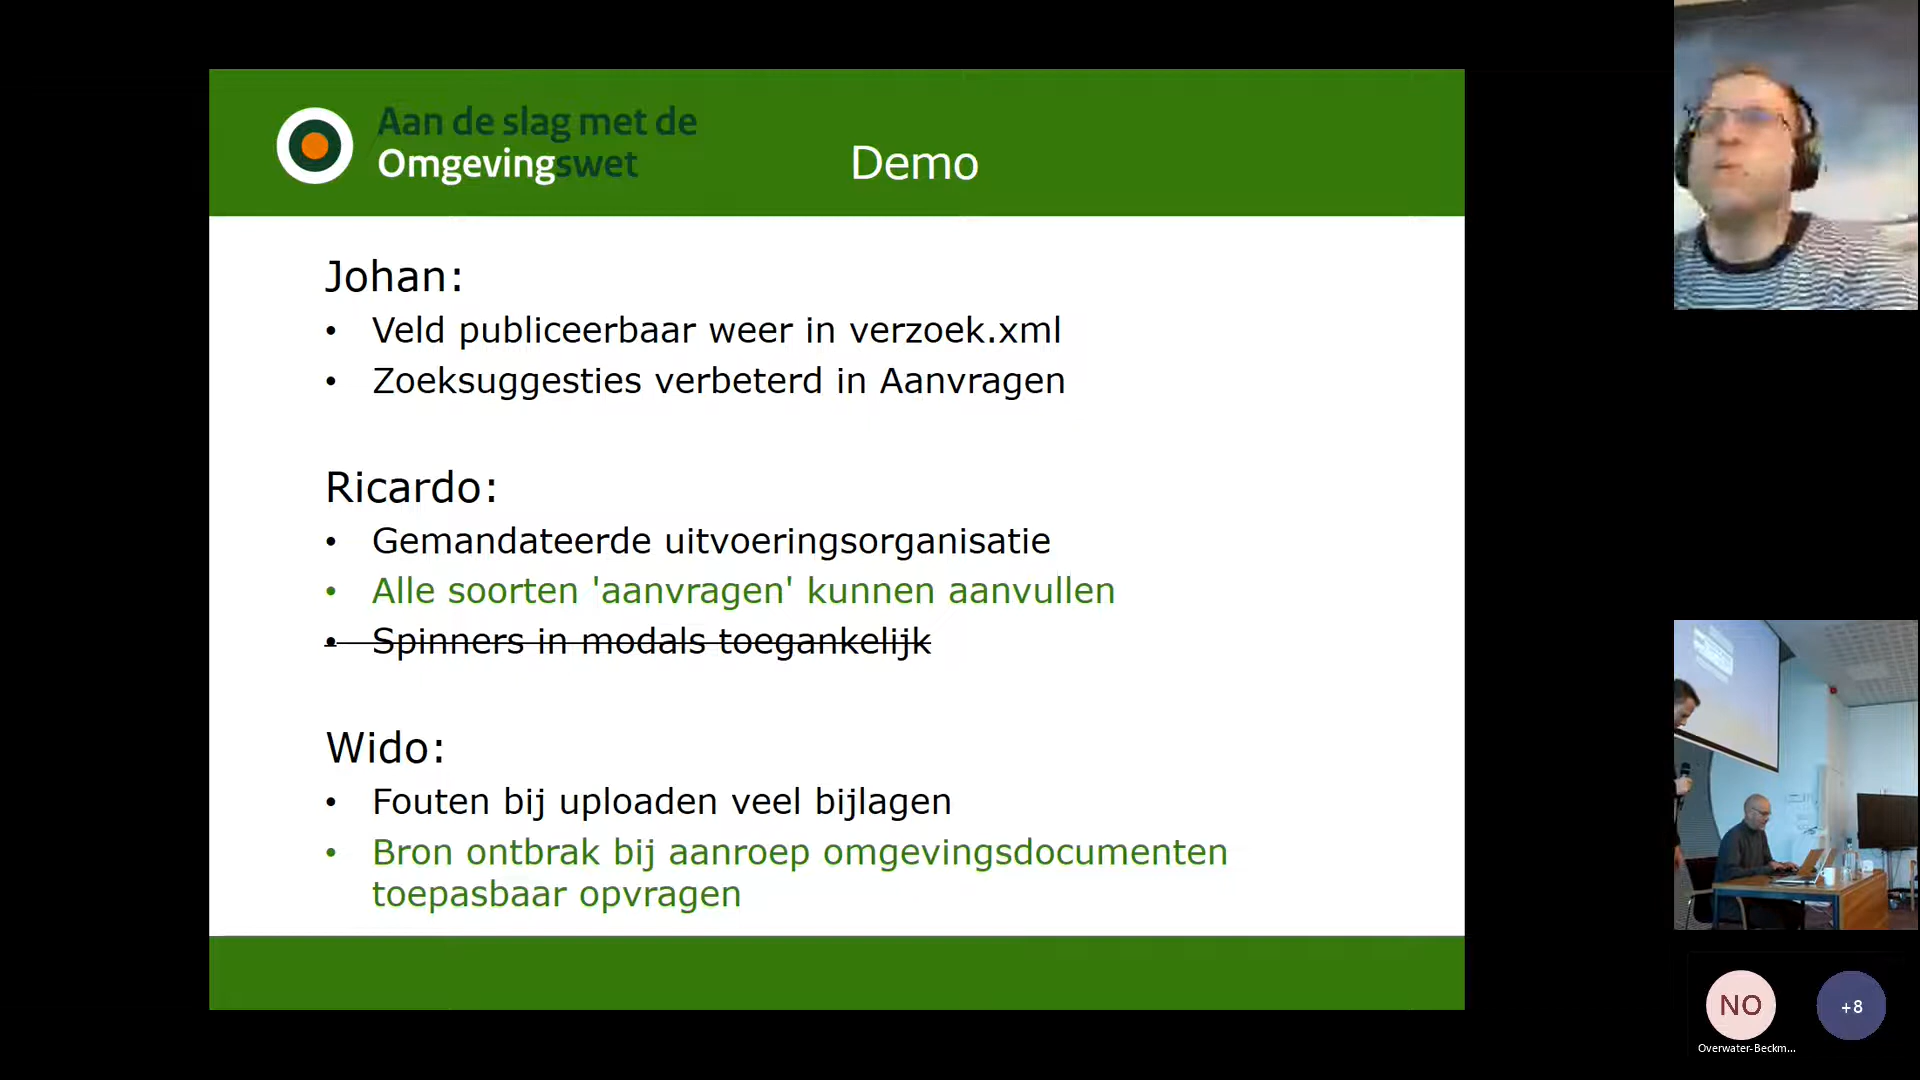 Aan de slag met de
Omgevingswet
Demo
Johan:
• Veld publiceerbaar weer in verzoek.xml
• Zoeksuggesties verbeterd in Aanvragen
Ricardo:
• Gemandateerde uitvoeringsorganisatie
• Alle soorten 'aanvragen' kunnen aanvullen
• Spinners in modals toegankelijk
Wido:
• Fouten bij uploaden veel bijlagen
• Bron ontbrak bij aanroep omgevingsdocumenten
toepasbaar opvragen
NO
+8
Overwater-Beckm...